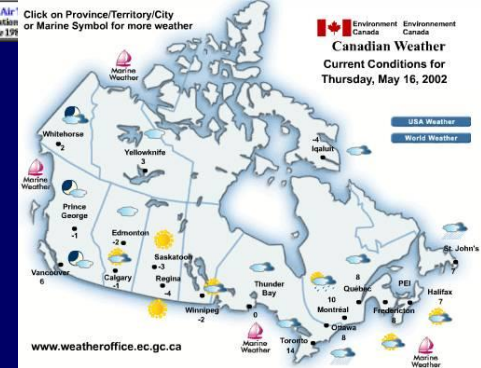 Air
Click on Province/Territory/City
or Marine Symbol for more weather
Environment Environnement
Canada Canada
Canadian Weather
Current Conditions for
Thursday, May 16, 2002
USA Weather
World Weather
Marine
Weather
Whitehorse
2
Yellowknife
3
-4
Iqaluit
Marine
Weather
Prince
George
-1
Edmonton
-2
Saskatoon
-3
Vancouver
6
Calgary
-1
Regina
-4
Winnipeg
-2
Thunder
Bay
0
Marine
Weather
Toronto
14
10
Montréal
Ottawa
8
8
Québec
PEI
Fredericton
Halifax
7
St. John's
7
Marine
Weather
www.weatheroffice.ec.gc.ca